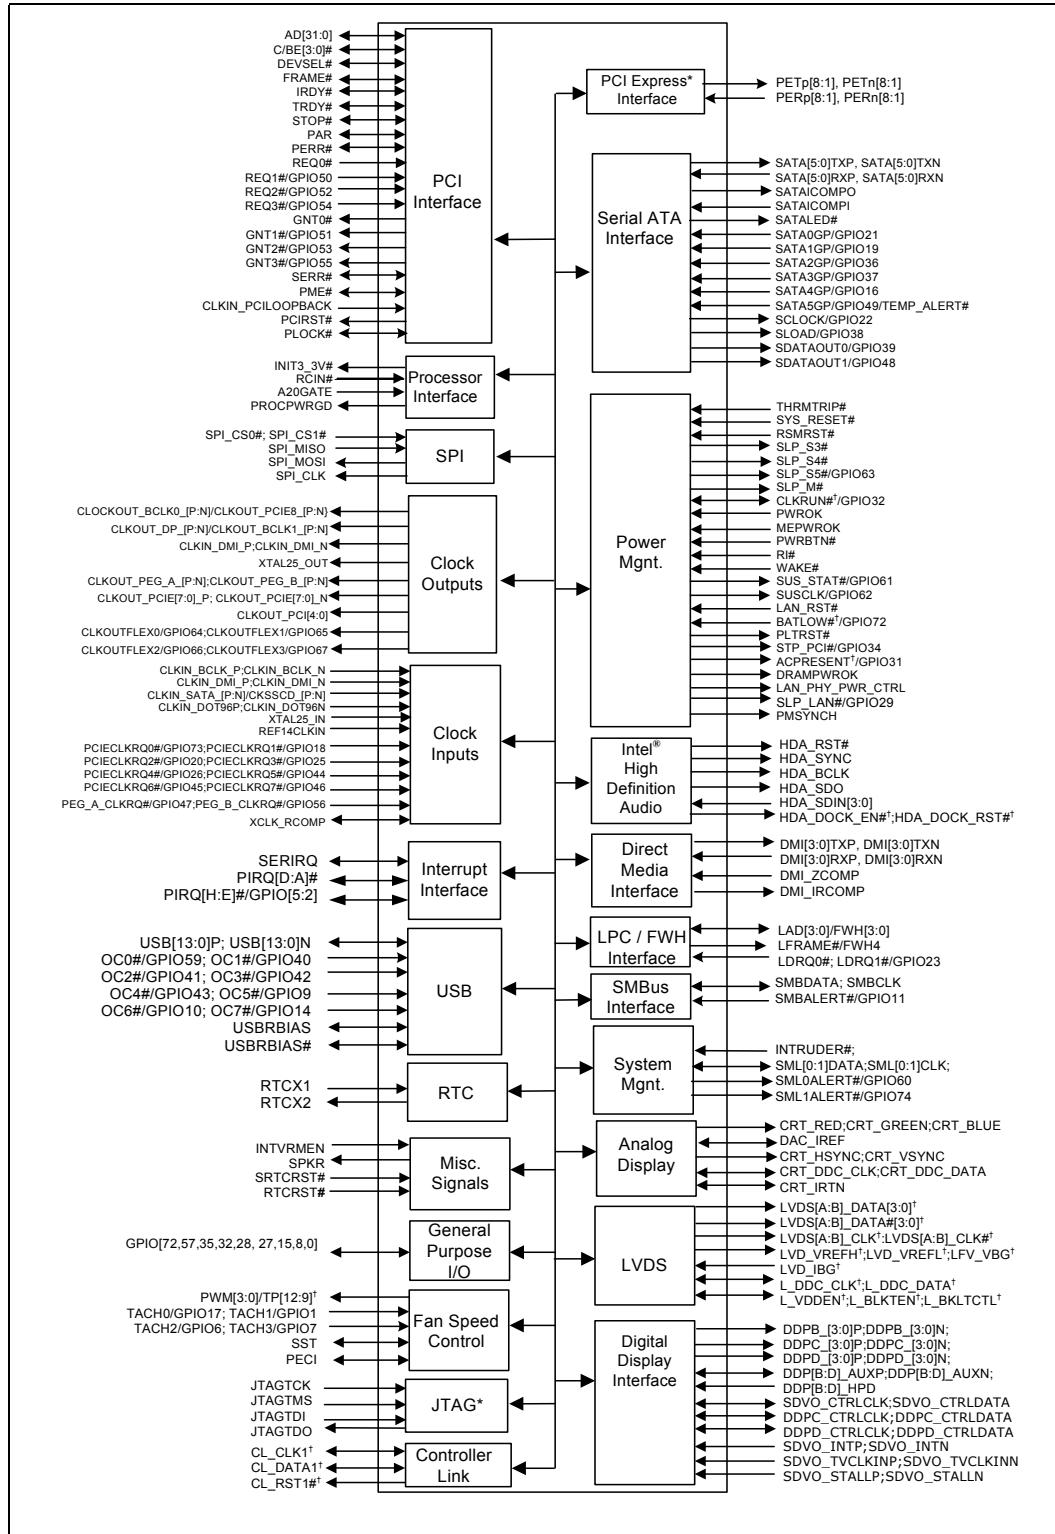 AD[31:0]
C/BE[3:0]#
DEVSEL#
FRAME#
IRDY#
TRDY#
STOP#
PAR
PERR#
REQ0#
REQ1#/GPIO50
REQ2#/GPIO52
REQ3#/GPIO54
GNT0#
GNT1#/GPIO51
GNT2#/GPIO53
GNT3#/GPIO55
SERR#
PME#
CLKIN_PCILOOPBACK
PCIRST#
PLOCK#
PCI
Interface
INIT3_3V#
RCIN#
A20GATE
PROCPWRGD
Processor
Interface
SPI_CS0#; SPI_CS1#
SPI_MISO
SPI_MOSI
SPI_CLK
SPI
CLOCKOUT_BCLK0_[P:N]/CLKOUT_PCIE8_[P:N}
CLKOUT_DP_[P:N]/CLKOUT_BCLK1_[P:N]
CLKIN_DMI_P;CLKIN_DMI_N
XTAL25_OUT
CLKOUT_PEG_A_[P:N];CLKOUT_PEG_B_[P:N]
CLKOUT_PCIE[7:0]_P; CLKOUT_PCIE[7:0]_N
CLKOUT_PCI[4:0]
CLKOUTFLEX0/GPIO64;CLKOUTFLEX1/GPIO65
CLKOUTFLEX2/GPIO66;CLKOUTFLEX3/GPIO67
Clock
Outputs
CLKIN_BCLK_P;CLKIN_BCLK_N
CLKIN_DMI_P;CLKIN_DMI_N
CLKIN_SATA_[P:N]/CKSSCD_[P:N]
CLKIN_DOT96P;CLKIN_DOT96N
XTAL25_IN
REF14CLKIN
PCIECLKRQ0#/GPIO73;PCIECLKRQ1#/GPIO18
PCIECLKRQ2#/GPIO20;PCIECLKRQ3#/GPIO25
PCIECLKRQ4#/GPIO26;PCIECLKRQ5#/GPIO44
PCIECLKRQ6#/GPIO45;PCIECLKRQ7#/GPIO46
PEG_A_CLKRQ#/GPIO47;PEG_B_CLKRQ#/GPIO56
XCLK_RCOMP
Clock
Inputs
SERIRQ
PIRQ[D:A]#
PIRQ[H:E]#/GPIO[5:2]
Interrupt
Interface
USB[13:0]P; USB[13:0]N
OC0#/GPIO59; OC1#/GPIO40
OC2#/GPIO41; OC3#/GPIO42
OC4#/GPIO43; OC5#/GPIO9
OC6#/GPIO10; OC7#/GPIO14
USBRBIAS
USBRBIAS#
USB
RTCX1
RTCX2
RTC
INTVRMEN
SPKR
SRTCRST#
RTCRST#
Misc.
Signals
GPIO[72,57,35,32,28, 27,15,8,0]
General
Purpose
I/O
PWM[3:0]/TP[12:9]†
TACH0/GPIO17; TACH1/GPIO1
TACH2/GPIO6; TACH3/GPIO7
SST
PECI
Fan Speed
Control
JTAGTCK
JTAGTMS
JTAGTDI
JTAGTDO
JTAG*
CL_CLK1†
CL_DATA1†
CL_RST1#†
Controller
Link
PCI Express*
Interface
PETp[8:1], PETn[8:1]
PERp[8:1], PERn[8:1]
Serial ATA
Interface
SATA[5:0]TXP, SATA[5:0]TXN
SATA[5:0]RXP, SATA[5:0]RXN
SATAICOMPO
SATAICOMPI
SATALED#
SATA0GP/GPIO21
SATA1GP/GPIO19
SATA2GP/GPIO36
SATA3GP/GPIO37
SATA4GP/GPIO16
SATA5GP/GPIO49/TEMP_ALERT#
SCLOCK/GPIO22
SLOAD/GPIO38
SDATAOUT0/GPIO39
SDATAOUT1/GPIO48
Power
Mgnt.
THRMTRIP#
SYS_RESET#
RSMRST#
SLP_S3#
SLP_S4#
SLP_S5#/GPIO63
SLP_M#
CLKRUN#†/GPIO32
PWROK
MEPWROK
PWRBTN#
RI#
WAKE#
SUS_STAT#/GPIO61
SUSCLK/GPIO62
LAN_RST#
BATLOW#†/GPIO72
PLTRST#
STP_PCI#/GPIO34
ACPRESENT†/GPIO31
DRAMPWROK
LAN_PHY_PWR_CTRL
SLP_LAN#/GPIO29
PMSYNCH
Intel®
High
Definition
Audio
HDA_RST#
HDA_SYNC
HDA_BCLK
HDA_SDO
HDA_SDIN[3:0]
HDA_DOCK_EN#†;HDA_DOCK_RST#†
Direct
Media
Interface
DMI[3:0]TXP, DMI[3:0]TXN
DMI[3:0]RXP, DMI[3:0]RXN
DMI_ZCOMP
DMI_IRCOMP
LPC / FWH
Interface
LAD[3:0]/FWH[3:0]
LFRAME#/FWH4
LDRQ0#; LDRQ1#/GPIO23
SMBus
Interface
SMBDATA; SMBCLK
SMBALERT#/GPIO11
System
Mgnt.
INTRUDER#;
SML[0:1]DATA;SML[0:1]CLK;
SML0ALERT#/GPIO60
SML1ALERT#/GPIO74
Analog
Display
CRT_RED;CRT_GREEN;CRT_BLUE
DAC_IREF
CRT_HSYNC;CRT_VSYNC
CRT_DDC_CLK;CRT_DDC_DATA
CRT_IRTN
LVDS
LVDS[A:B]_DATA[3:0]†
LVDS[A:B]_DATA#[3:0]†
LVDS[A:B]_CLK†:LVDS[A:B]_CLK#†
LVD_VREFH†;LVD_VREFL†;LFV_VBG†
LVD_IBG†
L_DDC_CLK†;L_DDC_DATA†
L_VDDEN†;L_BLKTEN†;L_BKLTCTL†
Digital
Display
Interface
DDPB_[3:0]P;DDPB_[3:0]N;
DDPC_[3:0]P;DDPC_[3:0]N;
DDPD_[3:0]P;DDPD_[3:0]N;
DDP[B:D]_AUXP;DDP[B:D]_AUXN;
DDP[B:D]_HPD
SDVO_CTRLCLK;SDVO_CTRLDATA
DDPC_CTRLCLK;DDPC_CTRLDATA
DDPD_CTRLCLK;DDPD_CTRLDATA
SDVO_INTP;SDVO_INTN
SDVO_TVCLKINP;SDVO_TVCLKINN
SDVO_STALLP;SDVO_STALLN